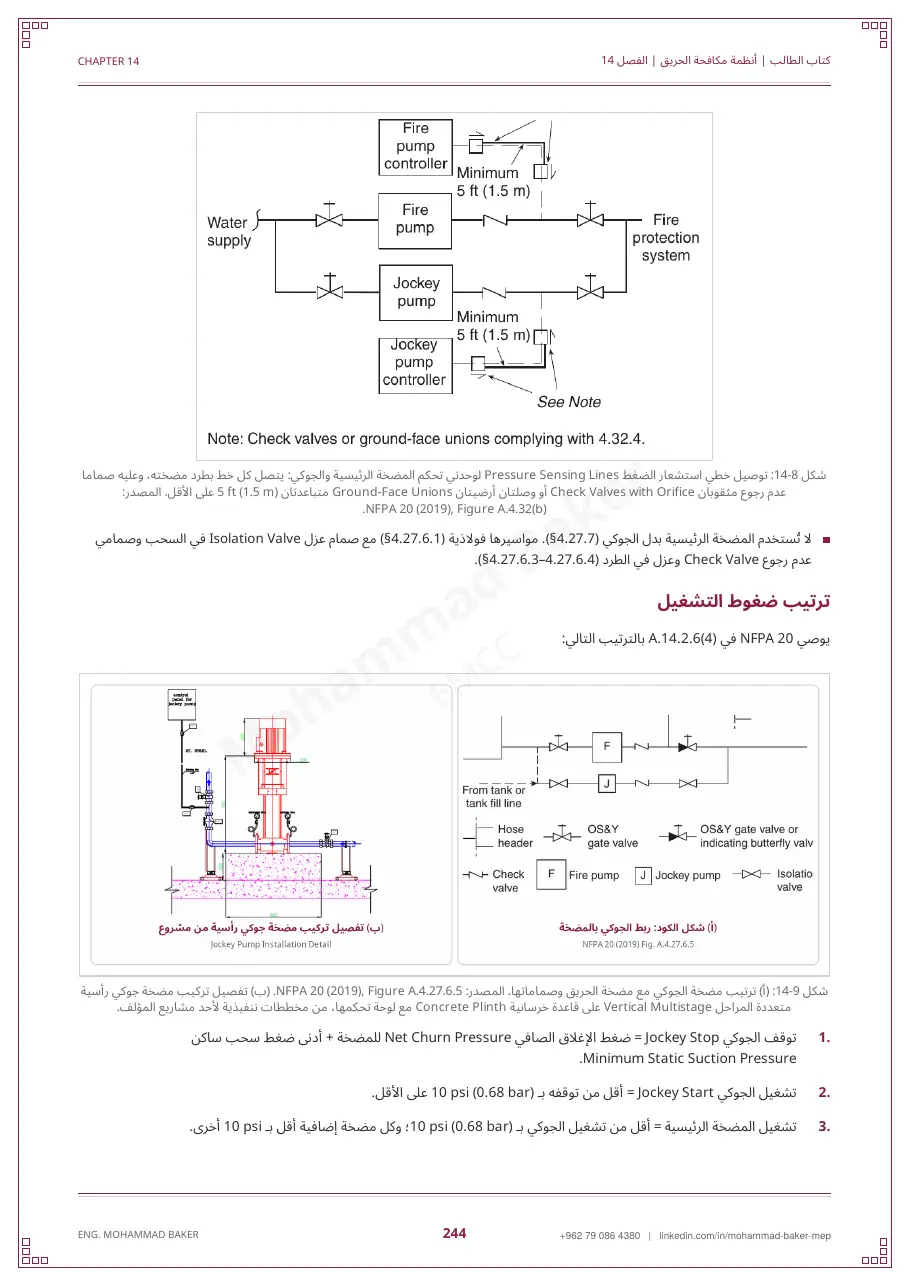 CHAPTER 14
كتاب الطالب | أنظمة مكافحة الحريق | الفصل 14
Fire
pump
controller
Minimum
5 ft (1.5 m)
Water
supply
Fire
pump
Fire
protection
system
Jockey
pump
Minimum
5 ft (1.5 m)
Jockey
pump
controller
See Note
Note: Check valves or ground-face unions complying with 4.32.4.
شكل 8-14: توصيل خطي استشعار الضغط Pressure Sensing Lines لوحدتي تحكم المضخة الرئيسية والجوكي: يتصل كل خط بطرد مضخته، وعليه صماما
عدم رجوع مثقوبان Check Valves with Orifice أو وصلتان أرضيتان Ground-Face Unions متباعدتان 5 ft (1.5 m) على الأقل. المصدر:
NFPA 20 (2019), Figure A.4.32(b).
▪ لا تُستخدم المضخة الرئيسية بدل الجوكي (§4.27.7). مواسيرها فولاذية (§4.27.6.1) مع صمام عزل Isolation Valve في السحب وصمامي
عدم رجوع Check Valve وعزل في الطرد (§4.27.6.3–4.27.6.4).
ترتيب ضغوط التشغيل
يوصي NFPA 20 في A.14.2.6(4) بالترتيب التالي:
control
panel for
jockey pump
ST. STEEL
F
J
From tank or
tank fill line
Hose
header
OS&Y
gate valve
OS&Y gate valve or
indicating butterfly valv
Check
valve
F
Fire pump
J
Jockey pump
Isolatio
valve
(أ) شكل الكود: ربط الجوكي بالمضخة
NFPA 20 (2019) Fig. A.4.27.6.5
(ب) تفصيل تركيب مضخة جوكي رأسية من مشروع
Jockey Pump Installation Detail
شكل 9-14: (أ) ترتيب مضخة الجوكي مع مضخة الحريق وصماماتها. المصدر: NFPA 20 (2019), Figure A.4.27.6.5. (ب) تفصيل تركيب مضخة جوكي رأسية
متعددة المراحل Vertical Multistage على قاعدة خرسانية Concrete Plinth مع لوحة تحكمها، من مخططات تنفيذية لأحد مشاريع المؤلف.
1. توقف الجوكي Jockey Stop = ضغط الإغلاق الصافي Net Churn Pressure للمضخة + أدنى ضغط سحب ساكن
Minimum Static Suction Pressure.
2. تشغيل الجوكي Jockey Start = أقل من توقفه بـ 10 psi (0.68 bar) على الأقل.
3. تشغيل المضخة الرئيسية = أقل من تشغيل الجوكي بـ 10 psi (0.68 bar)؛ وكل مضخة إضافية أقل بـ 10 psi أخرى.
Mohammad Baker
6MCC
ENG. MOHAMMAD BAKER
244
+962 79 086 4380 | linkedin.com/in/mohammad-baker-mep